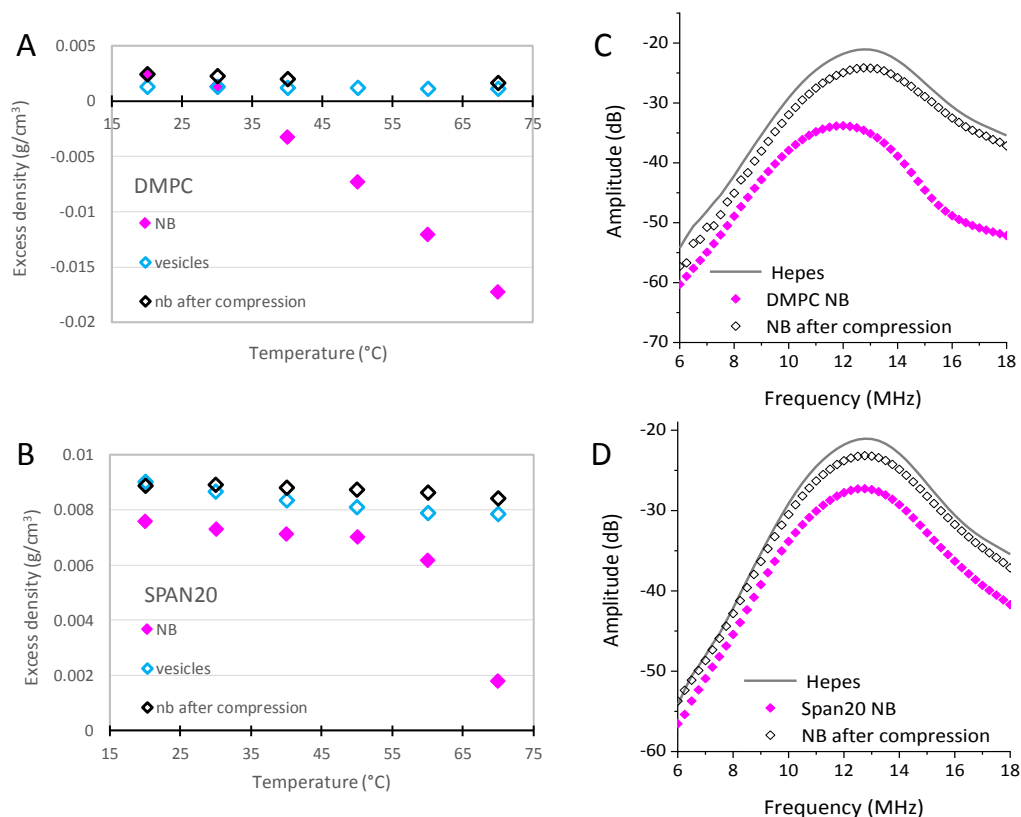 A
0.005
0
-0.005
-0.01
-0.015
-0.02
15 25 35 45 55 65 75
Excess density (g/cm³)
Temperature (°C)
DMPC
NB
vesicles
nb after compression
C
-20
-30
-40
-50
-60
-70
6 8 10 12 14 16 18
Amplitude (dB)
Frequency (MHz)
Hepes
DMPC NB
NB after compression
B
0.01
0.008
0.006
0.004
0.002
0
15 25 35 45 55 65 75
Excess density (g/cm³)
Temperature (°C)
SPAN20
NB
vesicles
nb after compression
D
-20
-30
-40
-50
-60
6 8 10 12 14 16 18
Amplitude (dB)
Frequency (MHz)
Hepes
Span20 NB
NB after compression